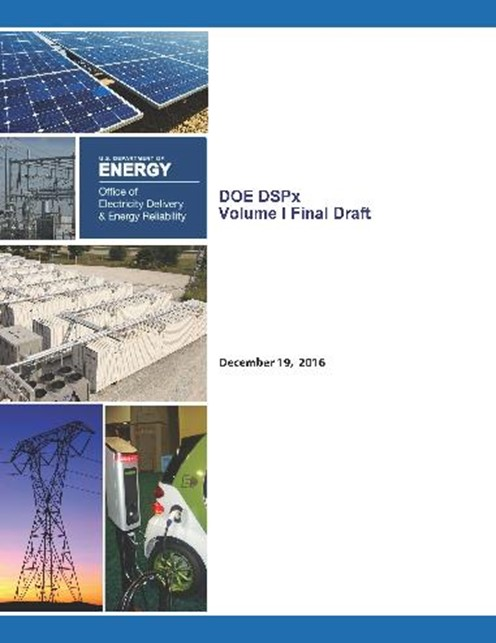 U.S. DEPARTMENT OF
ENERGY
Office of
Electricity Delivery
& Energy Reliability
DOE DSPx
Volume I Final Draft
December 19, 2016